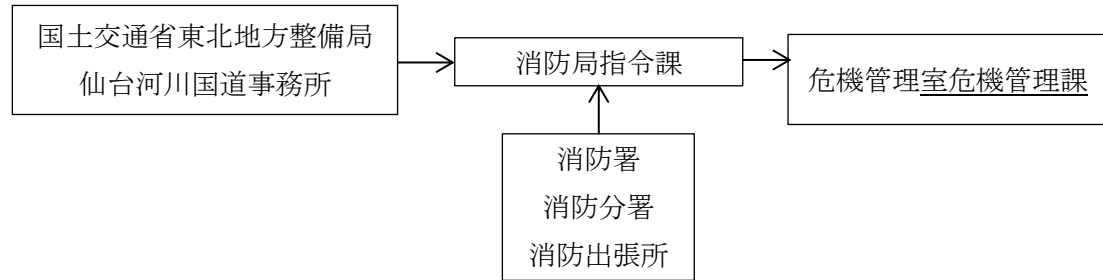 国土交通省東北地方整備局
仙台河川国道事務所
消防局指令課
危機管理室危機管理課
消防署
消防分署
消防出張所